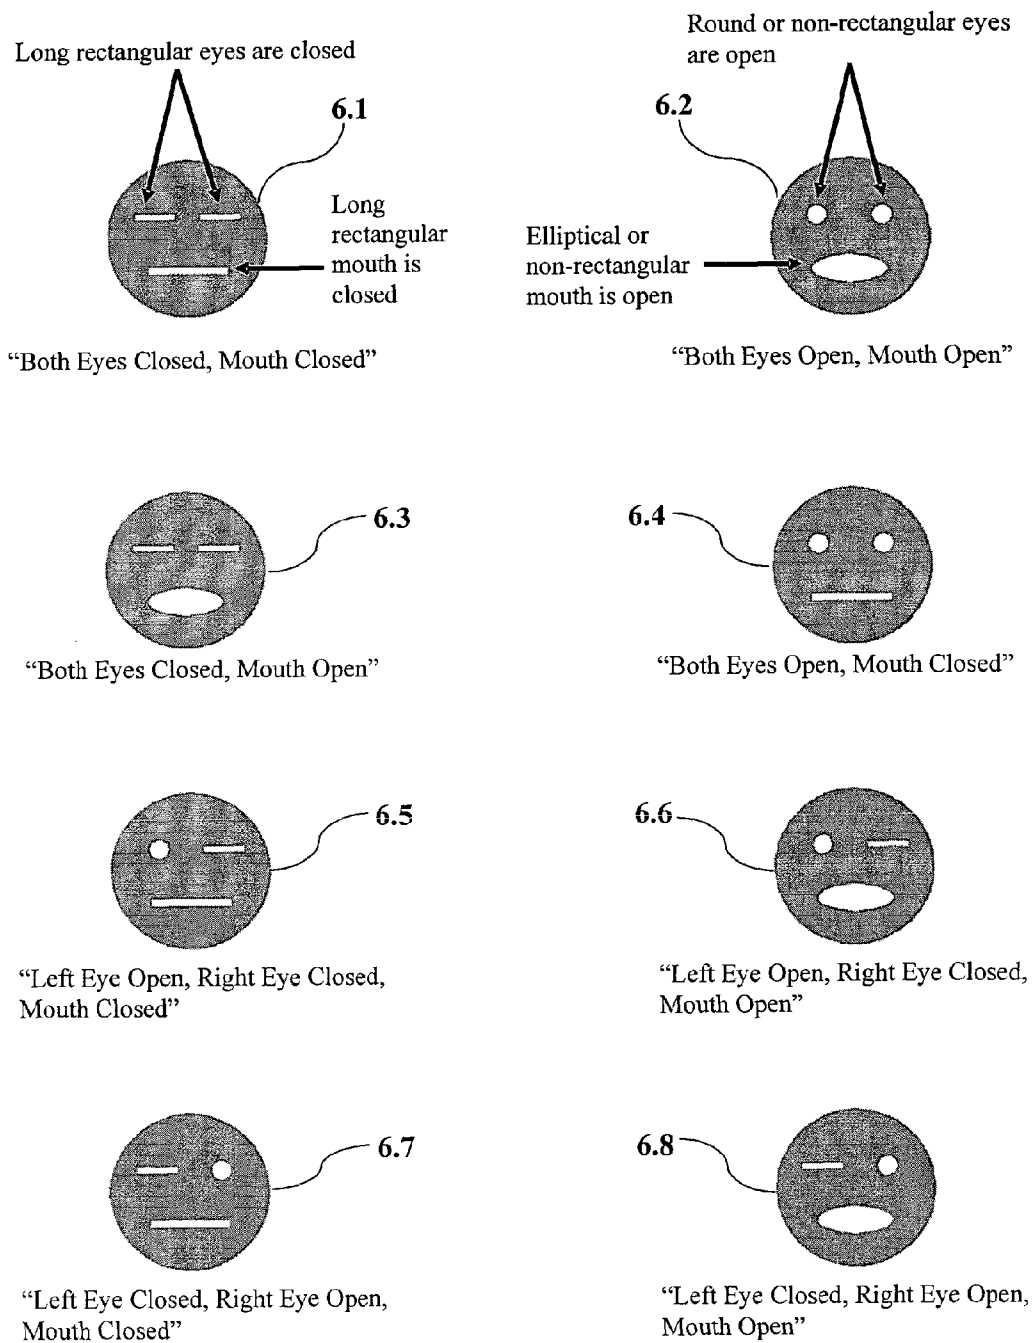 Long rectangular eyes are closed
Round or non-rectangular eyes
are open
6.1
6.2
Long
rectangular
mouth is
closed
Elliptical or
non-rectangular
mouth is open
“Both Eyes Closed, Mouth Closed”
“Both Eyes Open, Mouth Open”
6.3
6.4
“Both Eyes Closed, Mouth Open”
“Both Eyes Open, Mouth Closed”
6.5
6.6
“Left Eye Open, Right Eye Closed,
Mouth Closed”
“Left Eye Open, Right Eye Closed,
Mouth Open”
6.7
6.8
“Left Eye Closed, Right Eye Open,
Mouth Closed”
“Left Eye Closed, Right Eye Open,
Mouth Open”